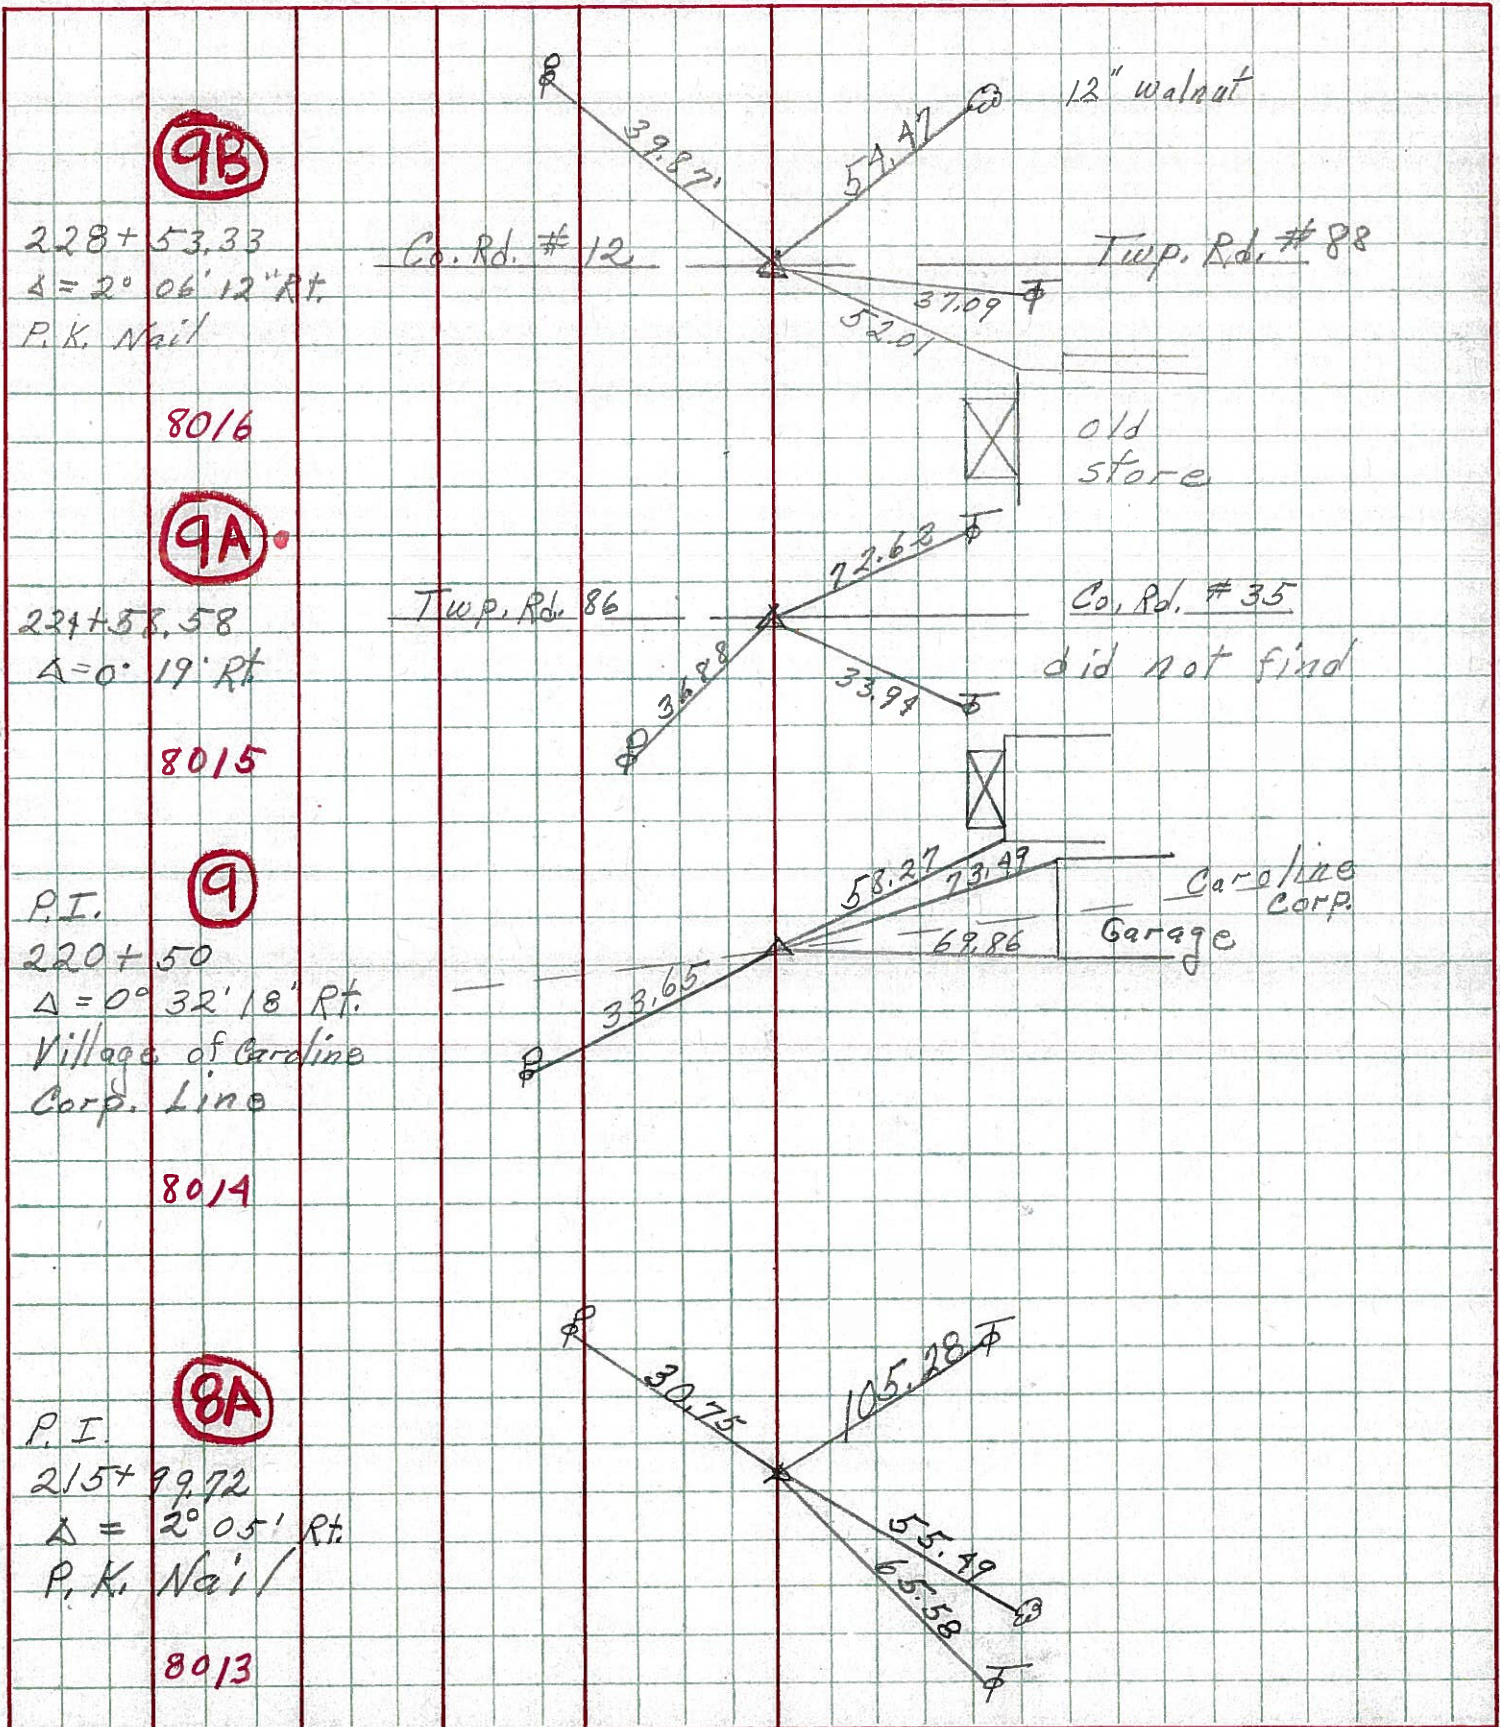 12" walnut
39.87'
54.47
9B
228+ 53.33
Δ = 2° 06' 12" Rt.
P.K. Nail
Co. Rd. # 12
Twp. Rd. # 88
37.09
52.01
8016
old
store
9A
72.62
Twp. Rd. 86
Co. Rd. # 35
Δ=0° 19' Rt.
did not find
36.88
33.94
8015
9
P.I.
220 + 50
Δ = 0° 32' 18" Rt.
Village of Caroline
Corp. Line
58.27
73.49
69.86
Caroline
Corp.
Garage
33.65
8014
8A
P.I.
215+ 99.72
Δ = 2° 05' Rt.
P.K. Nail
30.75
105.28
55.49
65.58
8013